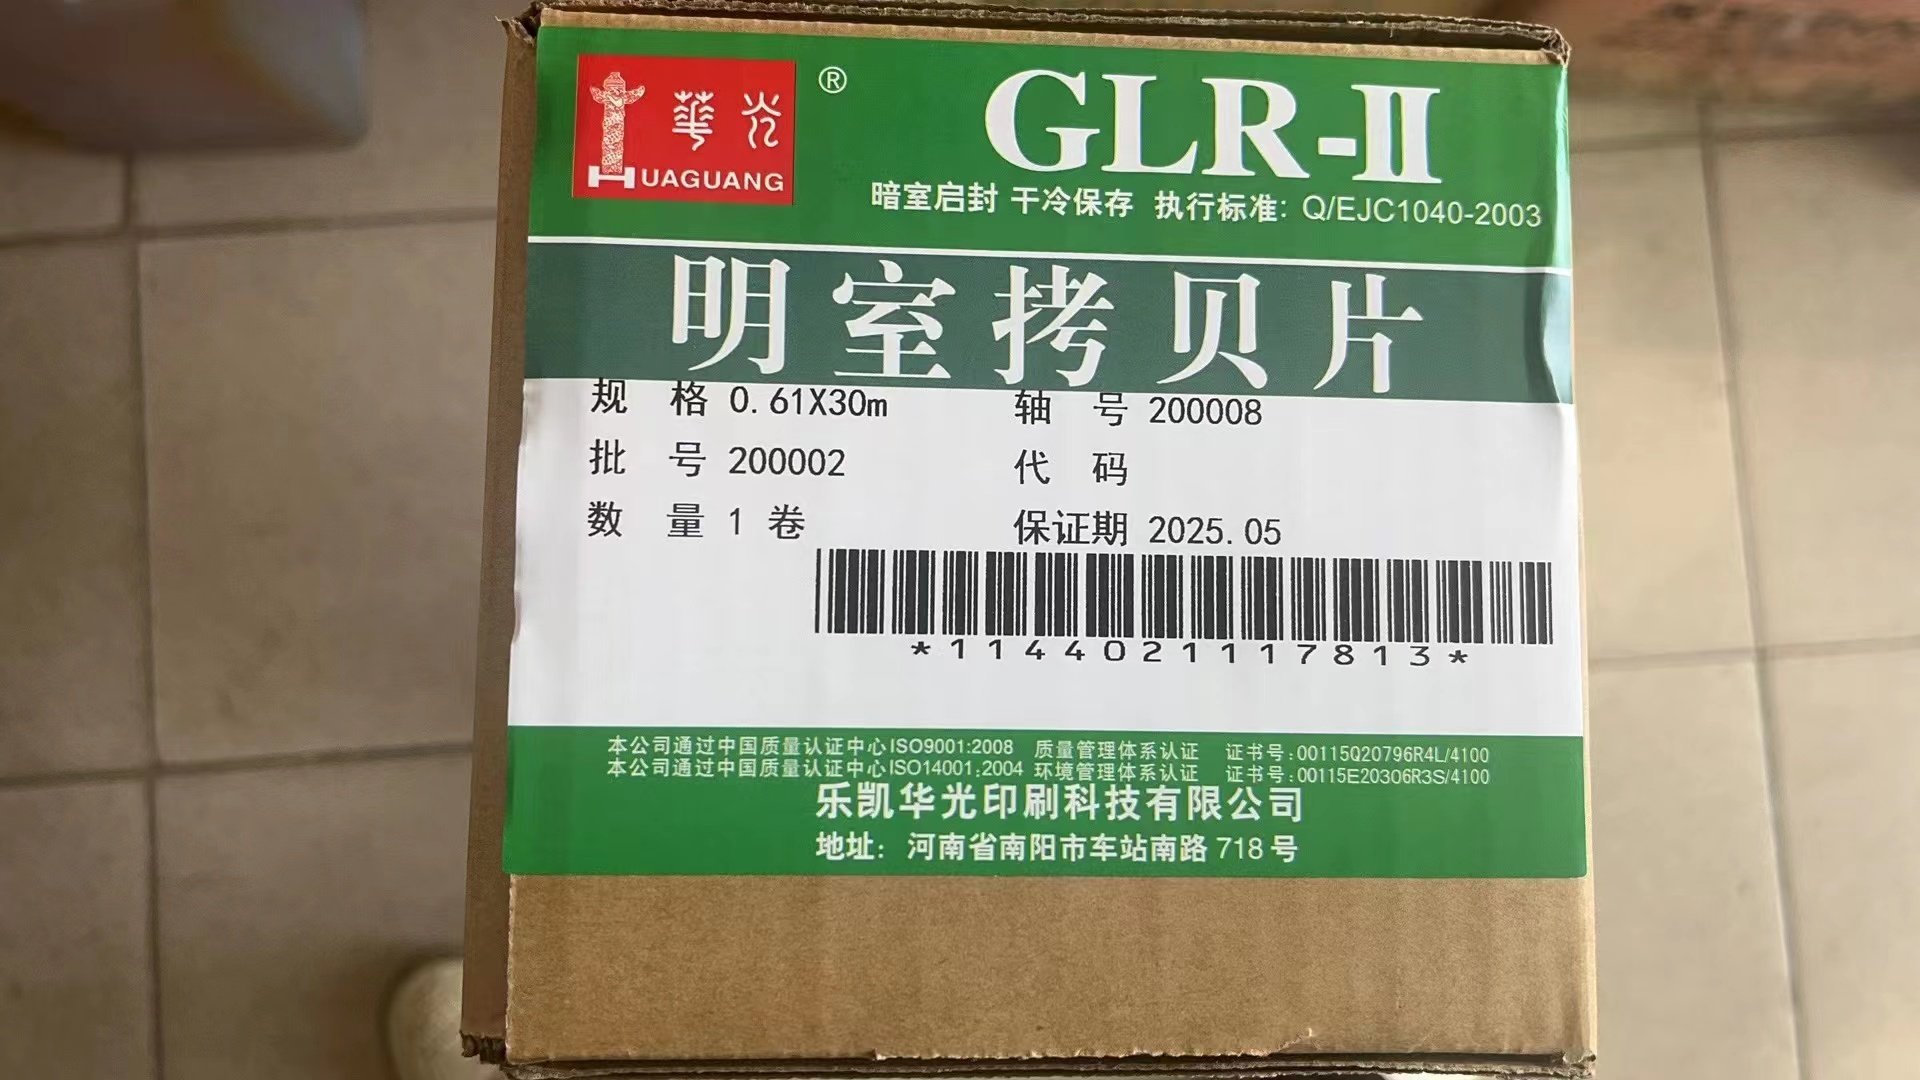 華光
HUAGUANG
®
GLR-II
暗室启封 干冷保存 执行标准: Q/EJC1040-2003
明室拷贝片
规 格 0.61X30m 轴 号 200008
批 号 200002 代 码
数 量 1 卷 保证期 2025.05
*1144021117813*
本公司通过中国质量认证中心ISO9001:2008 质量管理体系认证 证书号:00115Q20796R4L/4100
本公司通过中国质量认证中心ISO14001:2004 环境管理体系认证 证书号:00115E20306R3S/4100
乐凯华光印刷科技有限公司
地址: 河南省南阳市车站南路 718 号